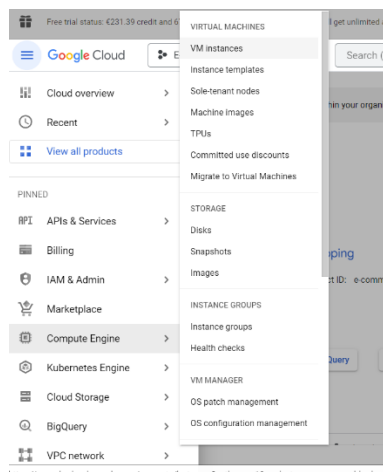 Free trial status: €231.39 credit and 6
get unlimited
Google Cloud
E
Search (
Cloud overview
Recent
View all products
PINNED
API APIs & Services
Billing
IAM & Admin
Marketplace
Compute Engine
Kubernetes Engine
Cloud Storage
BigQuery
VPC network
VIRTUAL MACHINES
VM instances
Instance templates
Sole-tenant nodes
Machine images
TPUs
Committed use discounts
Migrate to Virtual Machines
STORAGE
Disks
Snapshots
Images
INSTANCE GROUPS
Instance groups
Health checks
VM MANAGER
OS patch management
OS configuration management
hin your organ
pping
ct ID: e-comm
Query